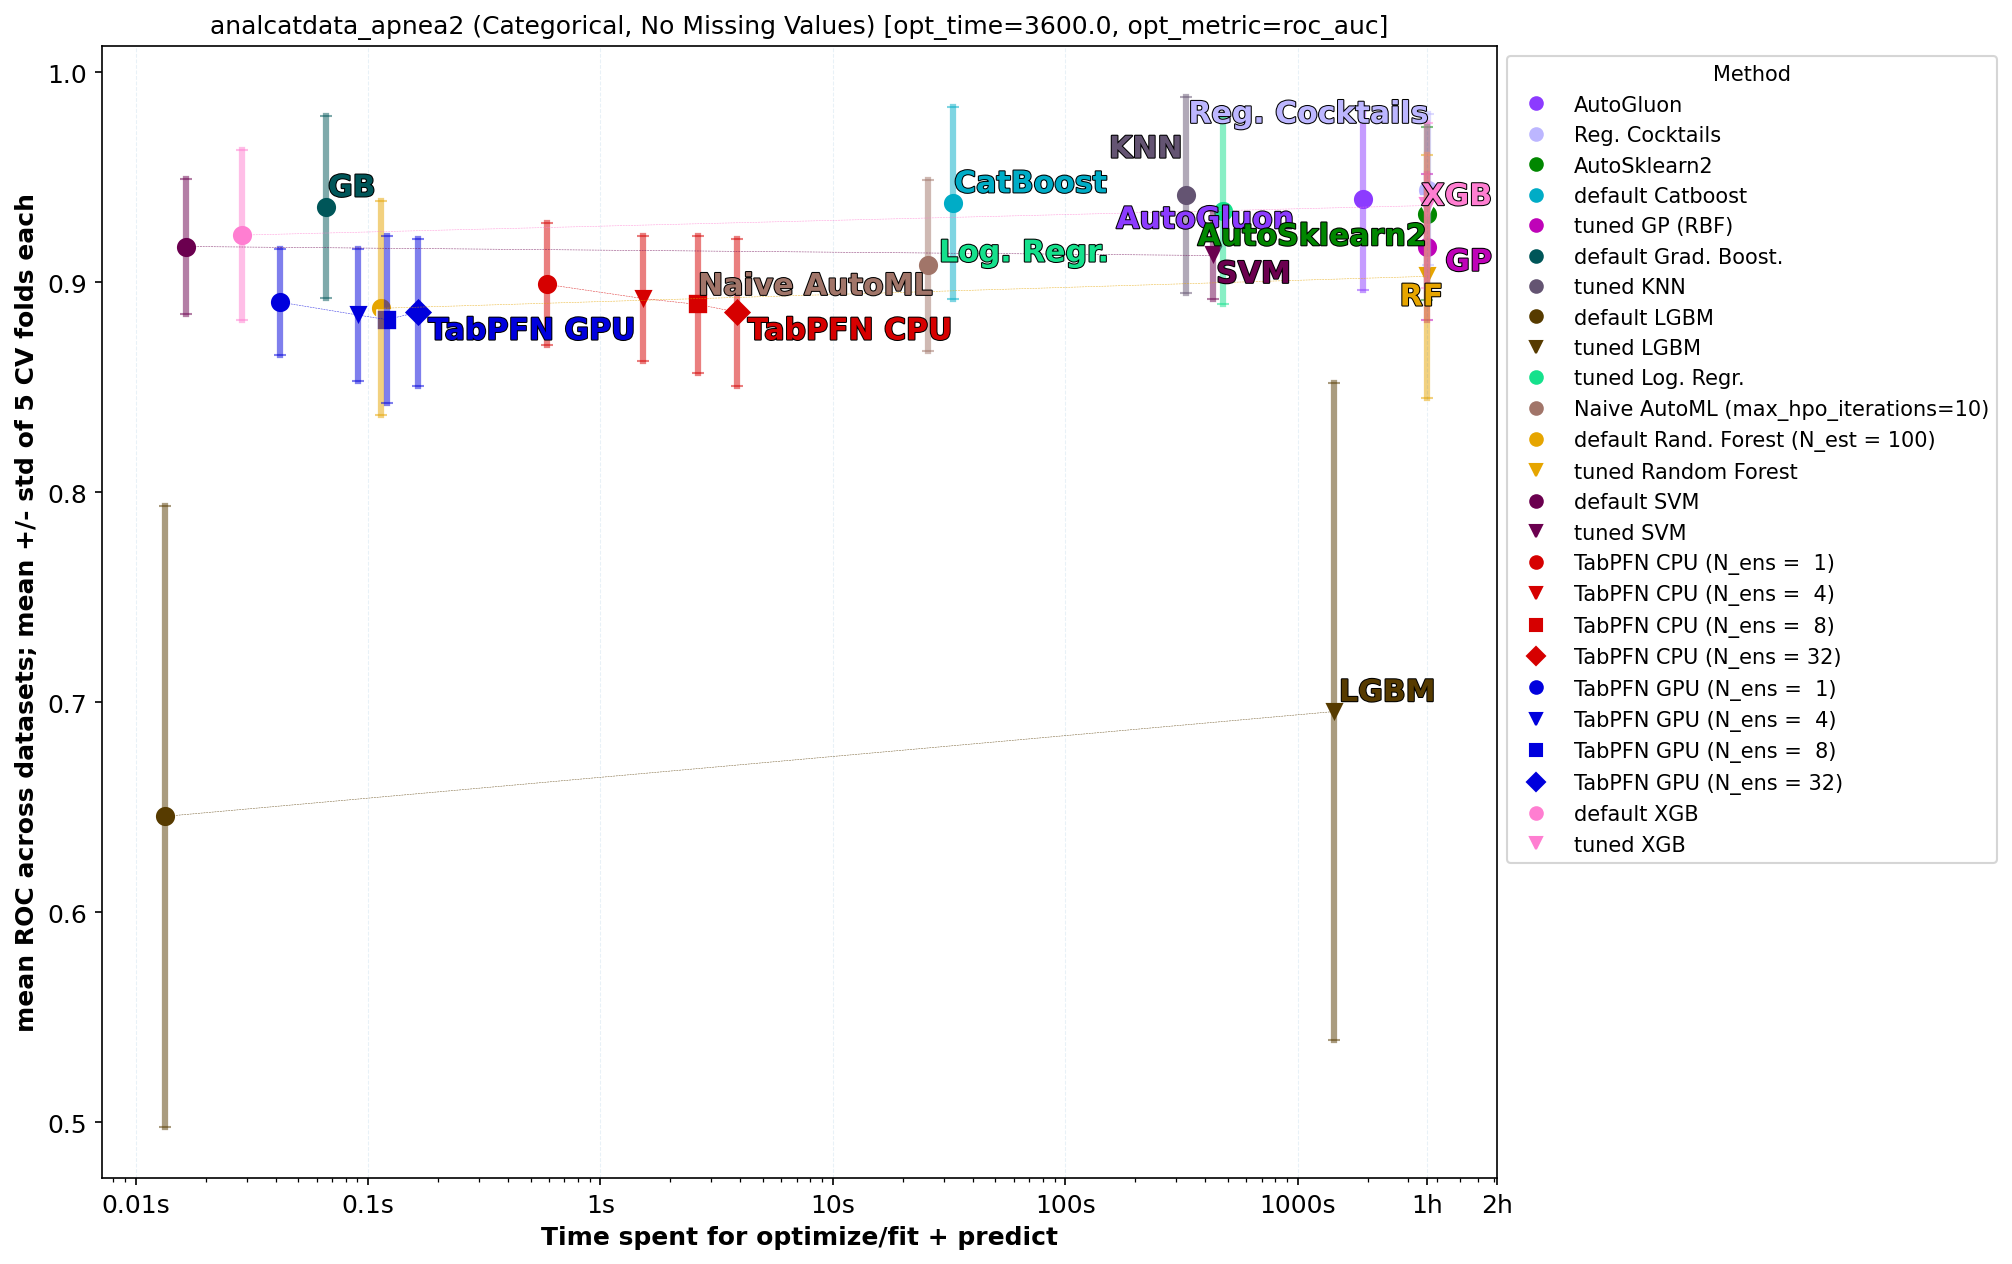 analcatdata_apnea2 (Categorical, No Missing Values) [opt_time=3600.0, opt_metric=roc_auc]
mean ROC across datasets; mean +/- std of 5 CV folds each
1.0
0.9
0.8
0.7
0.6
0.5
Reg. Cocktails
KNN
GB
CatBoost
XGB
AutoGluon
AutoSklearn2
Log. Regr.
GP
SVM
Naive AutoML
RF
TabPFN GPU
TabPFN CPU
LGBM
0.01s
0.1s
1s
10s
100s
1000s
1h
2h
Time spent for optimize/fit + predict
Method
AutoGluon
Reg. Cocktails
AutoSklearn2
default Catboost
tuned GP (RBF)
default Grad. Boost.
tuned KNN
default LGBM
tuned LGBM
tuned Log. Regr.
Naive AutoML (max_hpo_iterations=10)
default Rand. Forest (N_est = 100)
tuned Random Forest
default SVM
tuned SVM
TabPFN CPU (N_ens =  1)
TabPFN CPU (N_ens =  4)
TabPFN CPU (N_ens =  8)
TabPFN CPU (N_ens = 32)
TabPFN GPU (N_ens =  1)
TabPFN GPU (N_ens =  4)
TabPFN GPU (N_ens =  8)
TabPFN GPU (N_ens = 32)
default XGB
tuned XGB